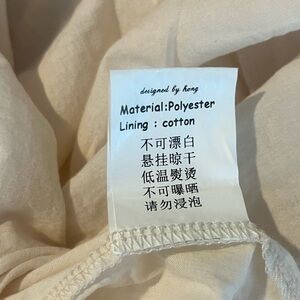 designed by hong
Material:Polyester
Lining : cotton
不可漂白
悬挂晾干
低温熨烫
不可曝晒
请勿浸泡